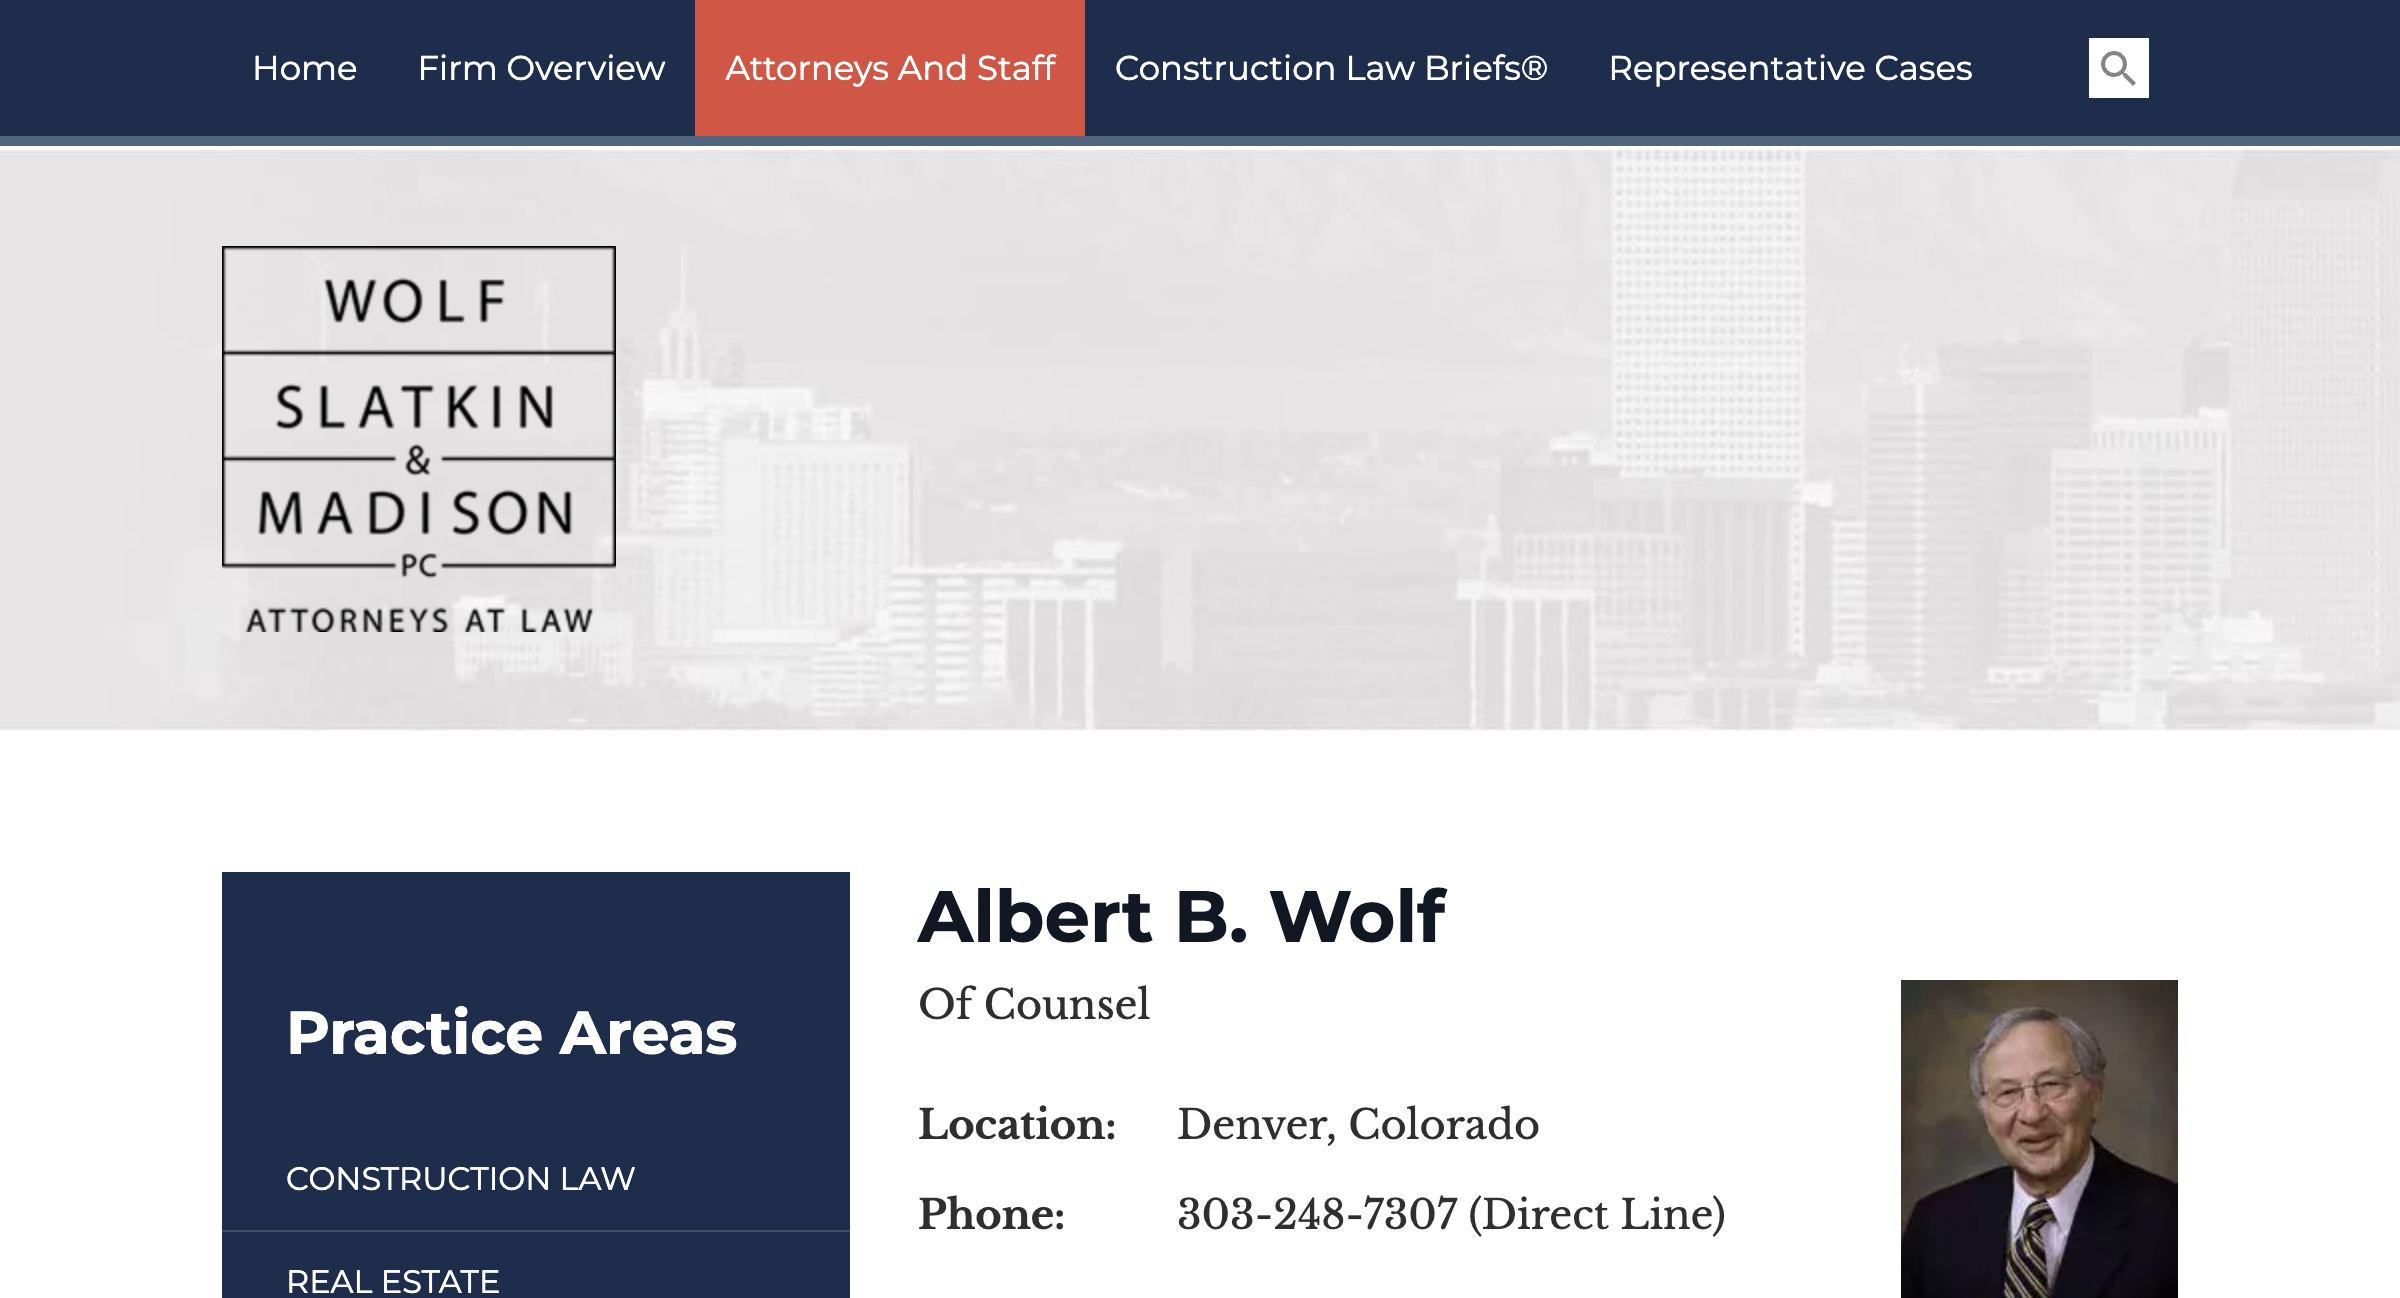 Home Firm Overview Attorneys And Staff Construction Law Briefs® Representative Cases
WOLF
SLATKIN
&
MADISON
PC
ATTORNEYS AT LAW
Practice Areas
CONSTRUCTION LAW
REAL ESTATE
Albert B. Wolf
Of Counsel
Location: Denver, Colorado
Phone: 303-248-7307 (Direct Line)